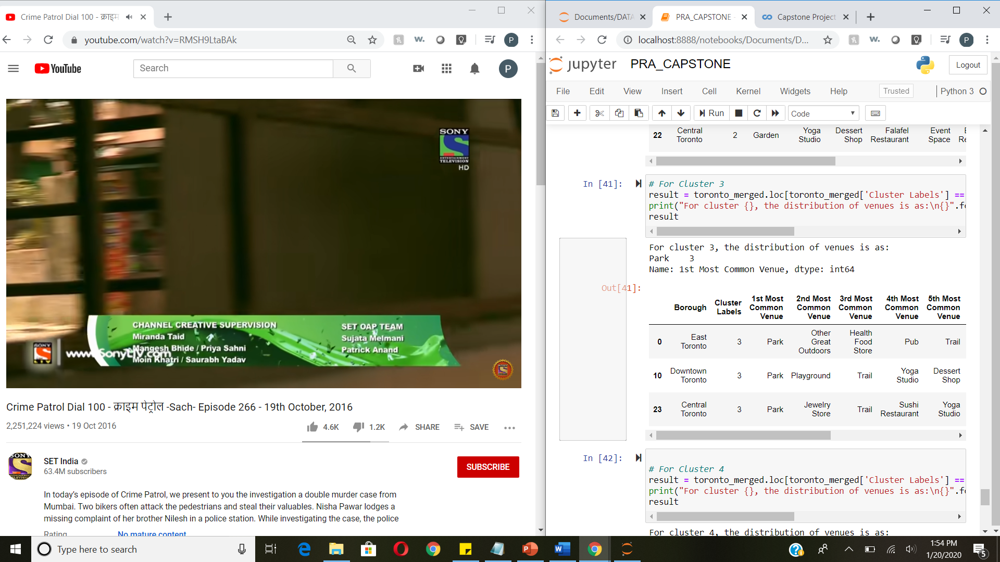 Crime Patrol Dial 100 - क्राइम
youtube.com/watch?v=RMSH9LtaBAk
P
YouTube
Search
P
SONY
ENTERTAINMENT
TELEVISION
HD
CHANNEL CREATIVE SUPERVISION
Miranda Taid
Mangesh Bhide / Priya Sahni
Moin Khatri / Saurabh Yadav
SET OAP TEAM
Sujata Melmani
Patrick Anand
www.SonyLIV.com
Crime Patrol Dial 100 - क्राइम पेट्रोल -Sach- Episode 266 - 19th October, 2016
2,251,224 views • 19 Oct 2016
4.6K
1.2K
SHARE
SAVE
SET India
63.4M subscribers
SUBSCRIBE
In today's episode of Crime Patrol, we present to you the investigation a double murder case from
Mumbai. Two bikers often attack the pedestrians and steal their valuables. Nisha Pawar lodges a
missing complaint of her brother Nilesh in a police station. While investigating the case, the police
Rating No mature content
Documents/DATA
PRA_CAPSTONE -
Capstone Project
localhost:8888/notebooks/Documents/D...
P
jupyter PRA_CAPSTONE
Logout
File Edit View Insert Cell Kernel Widgets Help
Trusted
Python 3
Run
Code
22 Central Toronto 2 Garden Yoga Studio Dessert Shop Falafel Restaurant Event Space
In [41]:
# For Cluster 3
result = toronto_merged.loc[toronto_merged['Cluster Labels'] ==
print("For cluster {}, the distribution of venues is as:\n{}".fo
result
For cluster 3, the distribution of venues is as:
Park 3
Name: 1st Most Common Venue, dtype: int64
Out[41]:
Borough Cluster Labels 1st Most Common Venue 2nd Most Common Venue 3rd Most Common Venue 4th Most Common Venue 5th Most Common Venue
0 East Toronto 3 Park Other Great Outdoors Health Food Store Pub Trail
10 Downtown Toronto 3 Park Playground Trail Yoga Studio Dessert Shop
23 Central Toronto 3 Park Jewelry Store Trail Sushi Restaurant Yoga Studio
In [42]:
# For Cluster 4
result = toronto_merged.loc[toronto_merged['Cluster Labels'] ==
print("For cluster {}, the distribution of venues is as:\n{}".fo
result
For cluster 4, the distribution of venues is as:
Type here to search
1:54 PM
1/20/2020
5